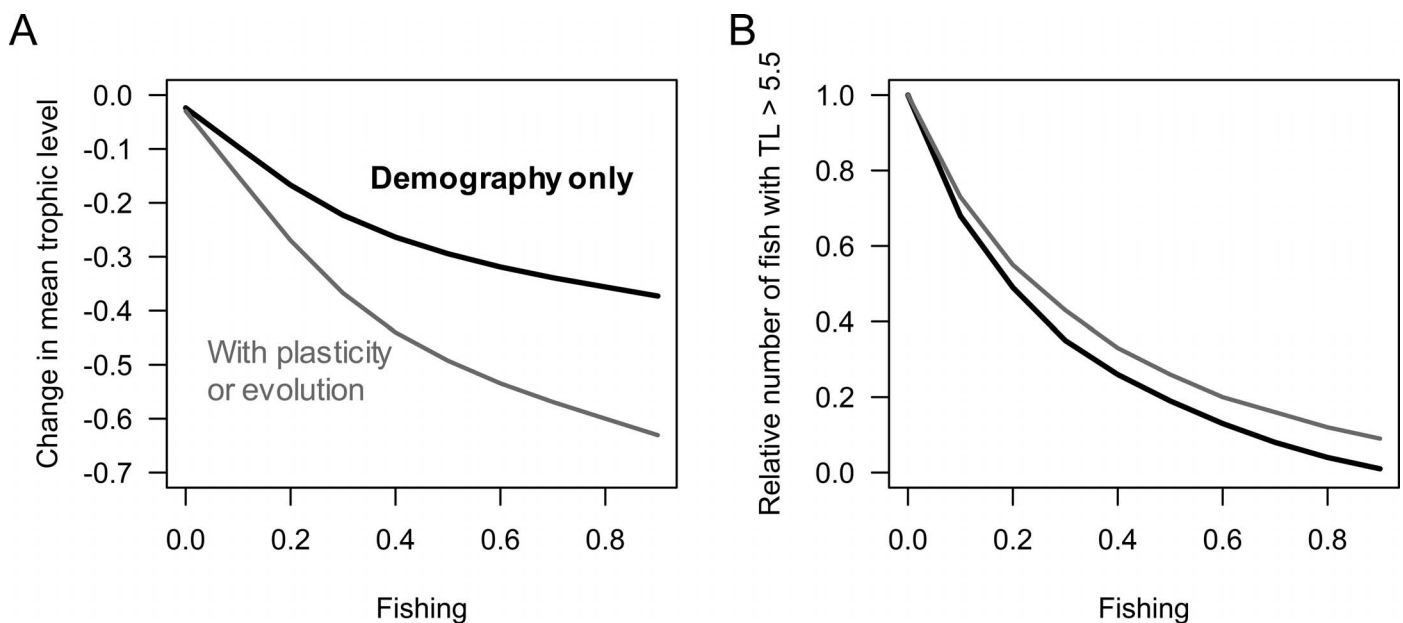 A
Change in mean trophic level
0.0
-0.1
-0.2
-0.3
-0.4
-0.5
-0.6
-0.7
Demography only
With plasticity
or evolution
0.0 0.2 0.4 0.6 0.8
Fishing
B
Relative number of fish with TL > 5.5
1.0
0.8
0.6
0.4
0.2
0.0
0.0 0.2 0.4 0.6 0.8
Fishing